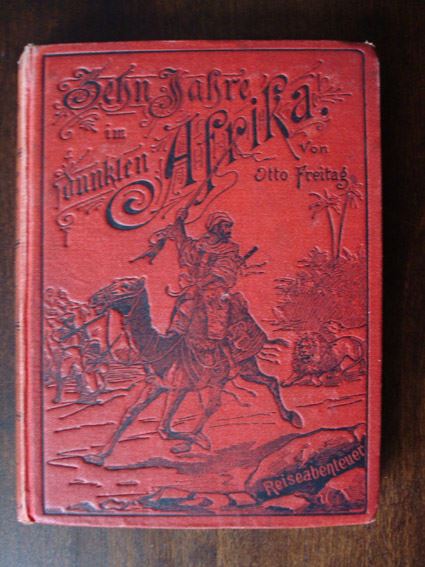 Zehn Jahre
im
dunklen Afrika.
von
Otto Freitag
Reiseabenteuer